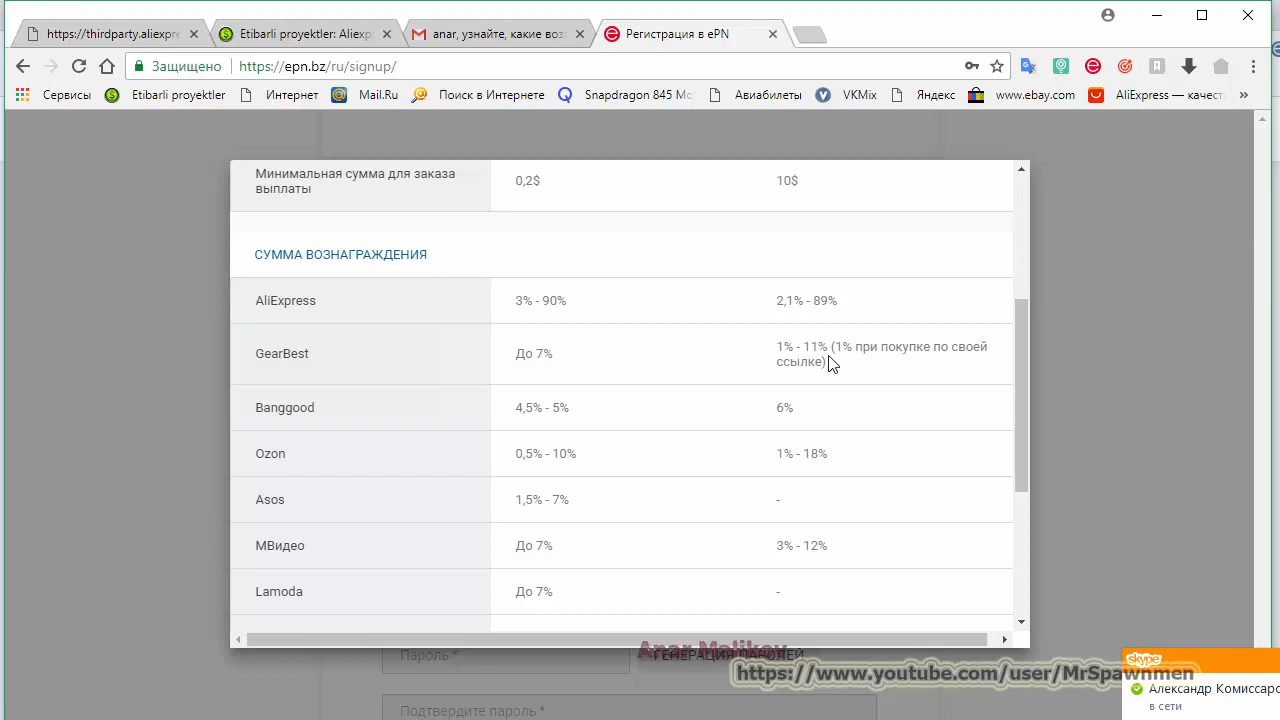 https://thirdparty.aliexpre
Etibarli proyektler: Aliexp
anar, узнайте, какие воз
Регистрация в ePN
Защищено
https://epn.bz/ru/signup/
Сервисы
Etibarli proyektler
Интернет
Mail.Ru
Поиск в Интернете
Snapdragon 845 Mo
Авиабилеты
VKMix
Яндекс
www.ebay.com
AliExpress — качест
»
Минимальная сумма для заказа
выплаты
0,2$
10$
СУММА ВОЗНАГРАЖДЕНИЯ
AliExpress
3% - 90%
2,1% - 89%
GearBest
До 7%
1% - 11% (1% при покупке по своей
ссылке)
Banggood
4,5% - 5%
6%
Ozon
0,5% - 10%
1% - 18%
Asos
1,5% - 7%
-
МВидео
До 7%
3% - 12%
Lamoda
До 7%
-
Пароль *
Anar Melikov
ГЕНЕРАЦИЯ ПАРОЛЕЙ
https://www.youtube.com/user/MrSpawnmen
Подтвердите пароль *
skype
Александр Комиссаро
в сети